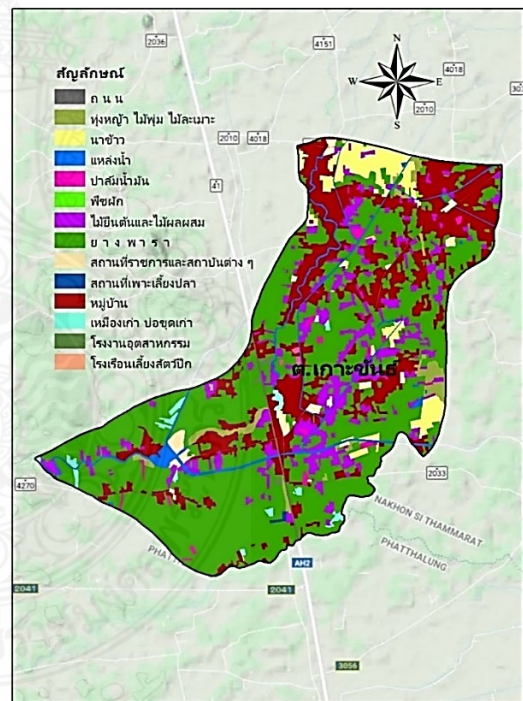 2036
4151
N
W
E
S
4018
2010
สัญลักษณ์
ถนน
ทุ่งหญ้า ไม้พุ่ม ไม้ละเมาะ
นาข้าว
แหล่งน้ำ
ปาล์มน้ำมัน
พืชผัก
ไม้ยืนต้นและไม้ผลผสม
ยางพารา
สถานที่ราชการและสถาบันต่าง ๆ
สถานที่เพาะเลี้ยงปลา
หมู่บ้าน
เหมืองเก่า บ่อขุดเก่า
โรงงานอุตสาหกรรม
โรงเรือนเลี้ยงสัตว์ปีก
2010
4018
41
ต.เกาะขันธ์
4270
2033
NAKHON SI THAMMARAT
PHATTHALUNG
AH2
2041
2041
3056